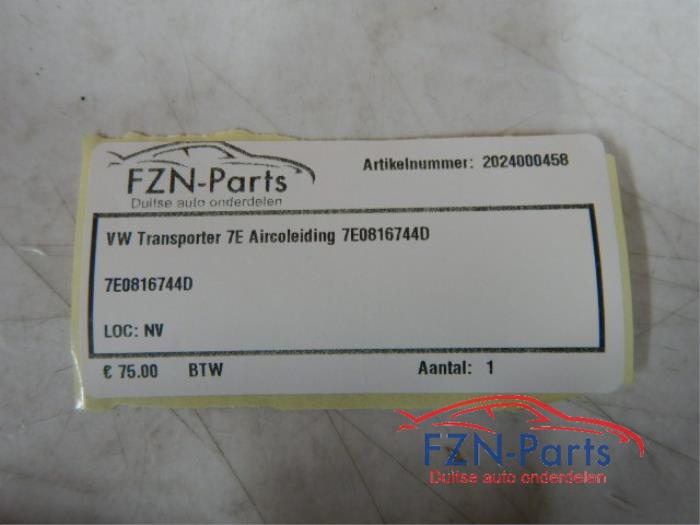 FZN-Parts
Duitse auto onderdelen
Artikelnummer: 2024000458
VW Transporter 7E Aircoleiding 7E0816744D
7E0816744D
LOC: NV
€ 75.00 BTW Aantal: 1
FZN-Parts
Duitse auto onderdelen